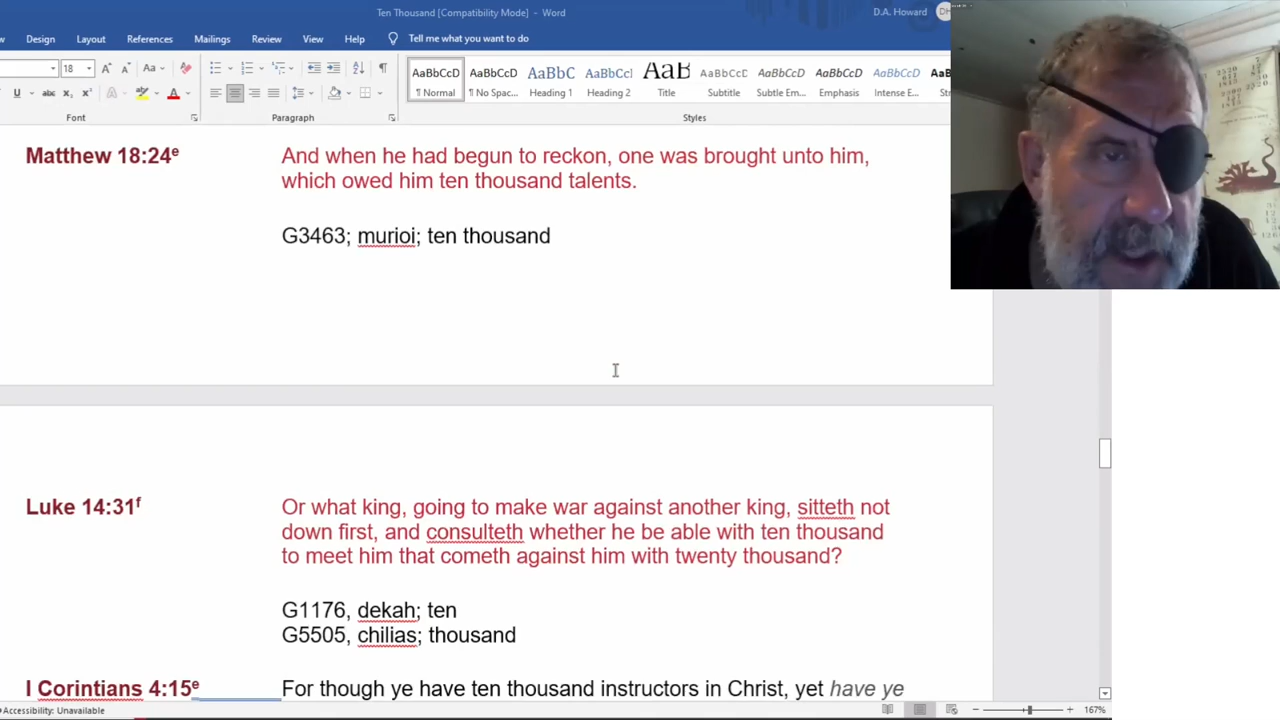 Ten Thousand [Compatibility Mode] - Word
D.A. Howard
DH
Design Layout References Mailings Review View Help Tell me what you want to do
18 Aa
AaBbCcD AaBbCcD AaBbC AaBbCcI AaB AaBbCcD AaBbCcD AaBbCcD AaBbCcD
¶ Normal ¶ No Spac... Heading 1 Heading 2 Title Subtitle Subtle Em... Emphasis Intense E...
Font Paragraph Styles
Matthew 18:24e And when he had begun to reckon, one was brought unto him,
which owed him ten thousand talents.
G3463; murioi; ten thousand
Luke 14:31f Or what king, going to make war against another king, sitteth not
down first, and consulteth whether he be able with ten thousand
to meet him that cometh against him with twenty thousand?
G1176, dekah; ten
G5505, chilias; thousand
I Corinthians 4:15e For though ye have ten thousand instructors in Christ, yet have ye
Accessibility: Unavailable
167%